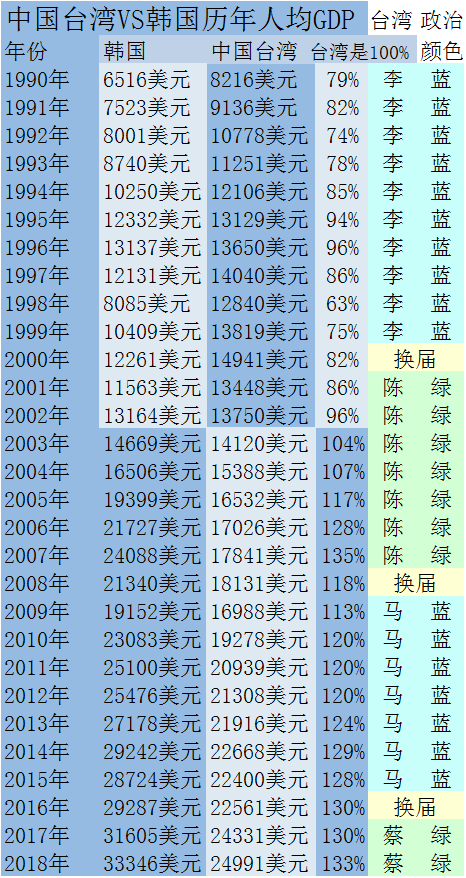 中国台湾VS韩国历年人均GDP 台湾 政治
年份 韩国 中国台湾 台湾是100% 颜色
1990年 6516美元 8216美元 79% 李 蓝
1991年 7523美元 9136美元 82% 李 蓝
1992年 8001美元 10778美元 74% 李 蓝
1993年 8740美元 11251美元 78% 李 蓝
1994年 10250美元 12106美元 85% 李 蓝
1995年 12332美元 13129美元 94% 李 蓝
1996年 13137美元 13650美元 96% 李 蓝
1997年 12131美元 14040美元 86% 李 蓝
1998年 8085美元 12840美元 63% 李 蓝
1999年 10409美元 13819美元 75% 李 蓝
2000年 12261美元 14941美元 82% 换届
2001年 11563美元 13448美元 86% 陈 绿
2002年 13164美元 13750美元 96% 陈 绿
2003年 14669美元 14120美元 104% 陈 绿
2004年 16506美元 15388美元 107% 陈 绿
2005年 19399美元 16532美元 117% 陈 绿
2006年 21727美元 17026美元 128% 陈 绿
2007年 24088美元 17841美元 135% 陈 绿
2008年 21340美元 18131美元 118% 换届
2009年 19152美元 16988美元 113% 马 蓝
2010年 23083美元 19278美元 120% 马 蓝
2011年 25100美元 20939美元 120% 马 蓝
2012年 25476美元 21308美元 120% 马 蓝
2013年 27178美元 21916美元 124% 马 蓝
2014年 29242美元 22668美元 129% 马 蓝
2015年 28724美元 22400美元 128% 马 蓝
2016年 29287美元 22561美元 130% 换届
2017年 31605美元 24331美元 130% 蔡 绿
2018年 33346美元 24991美元 133% 蔡 绿